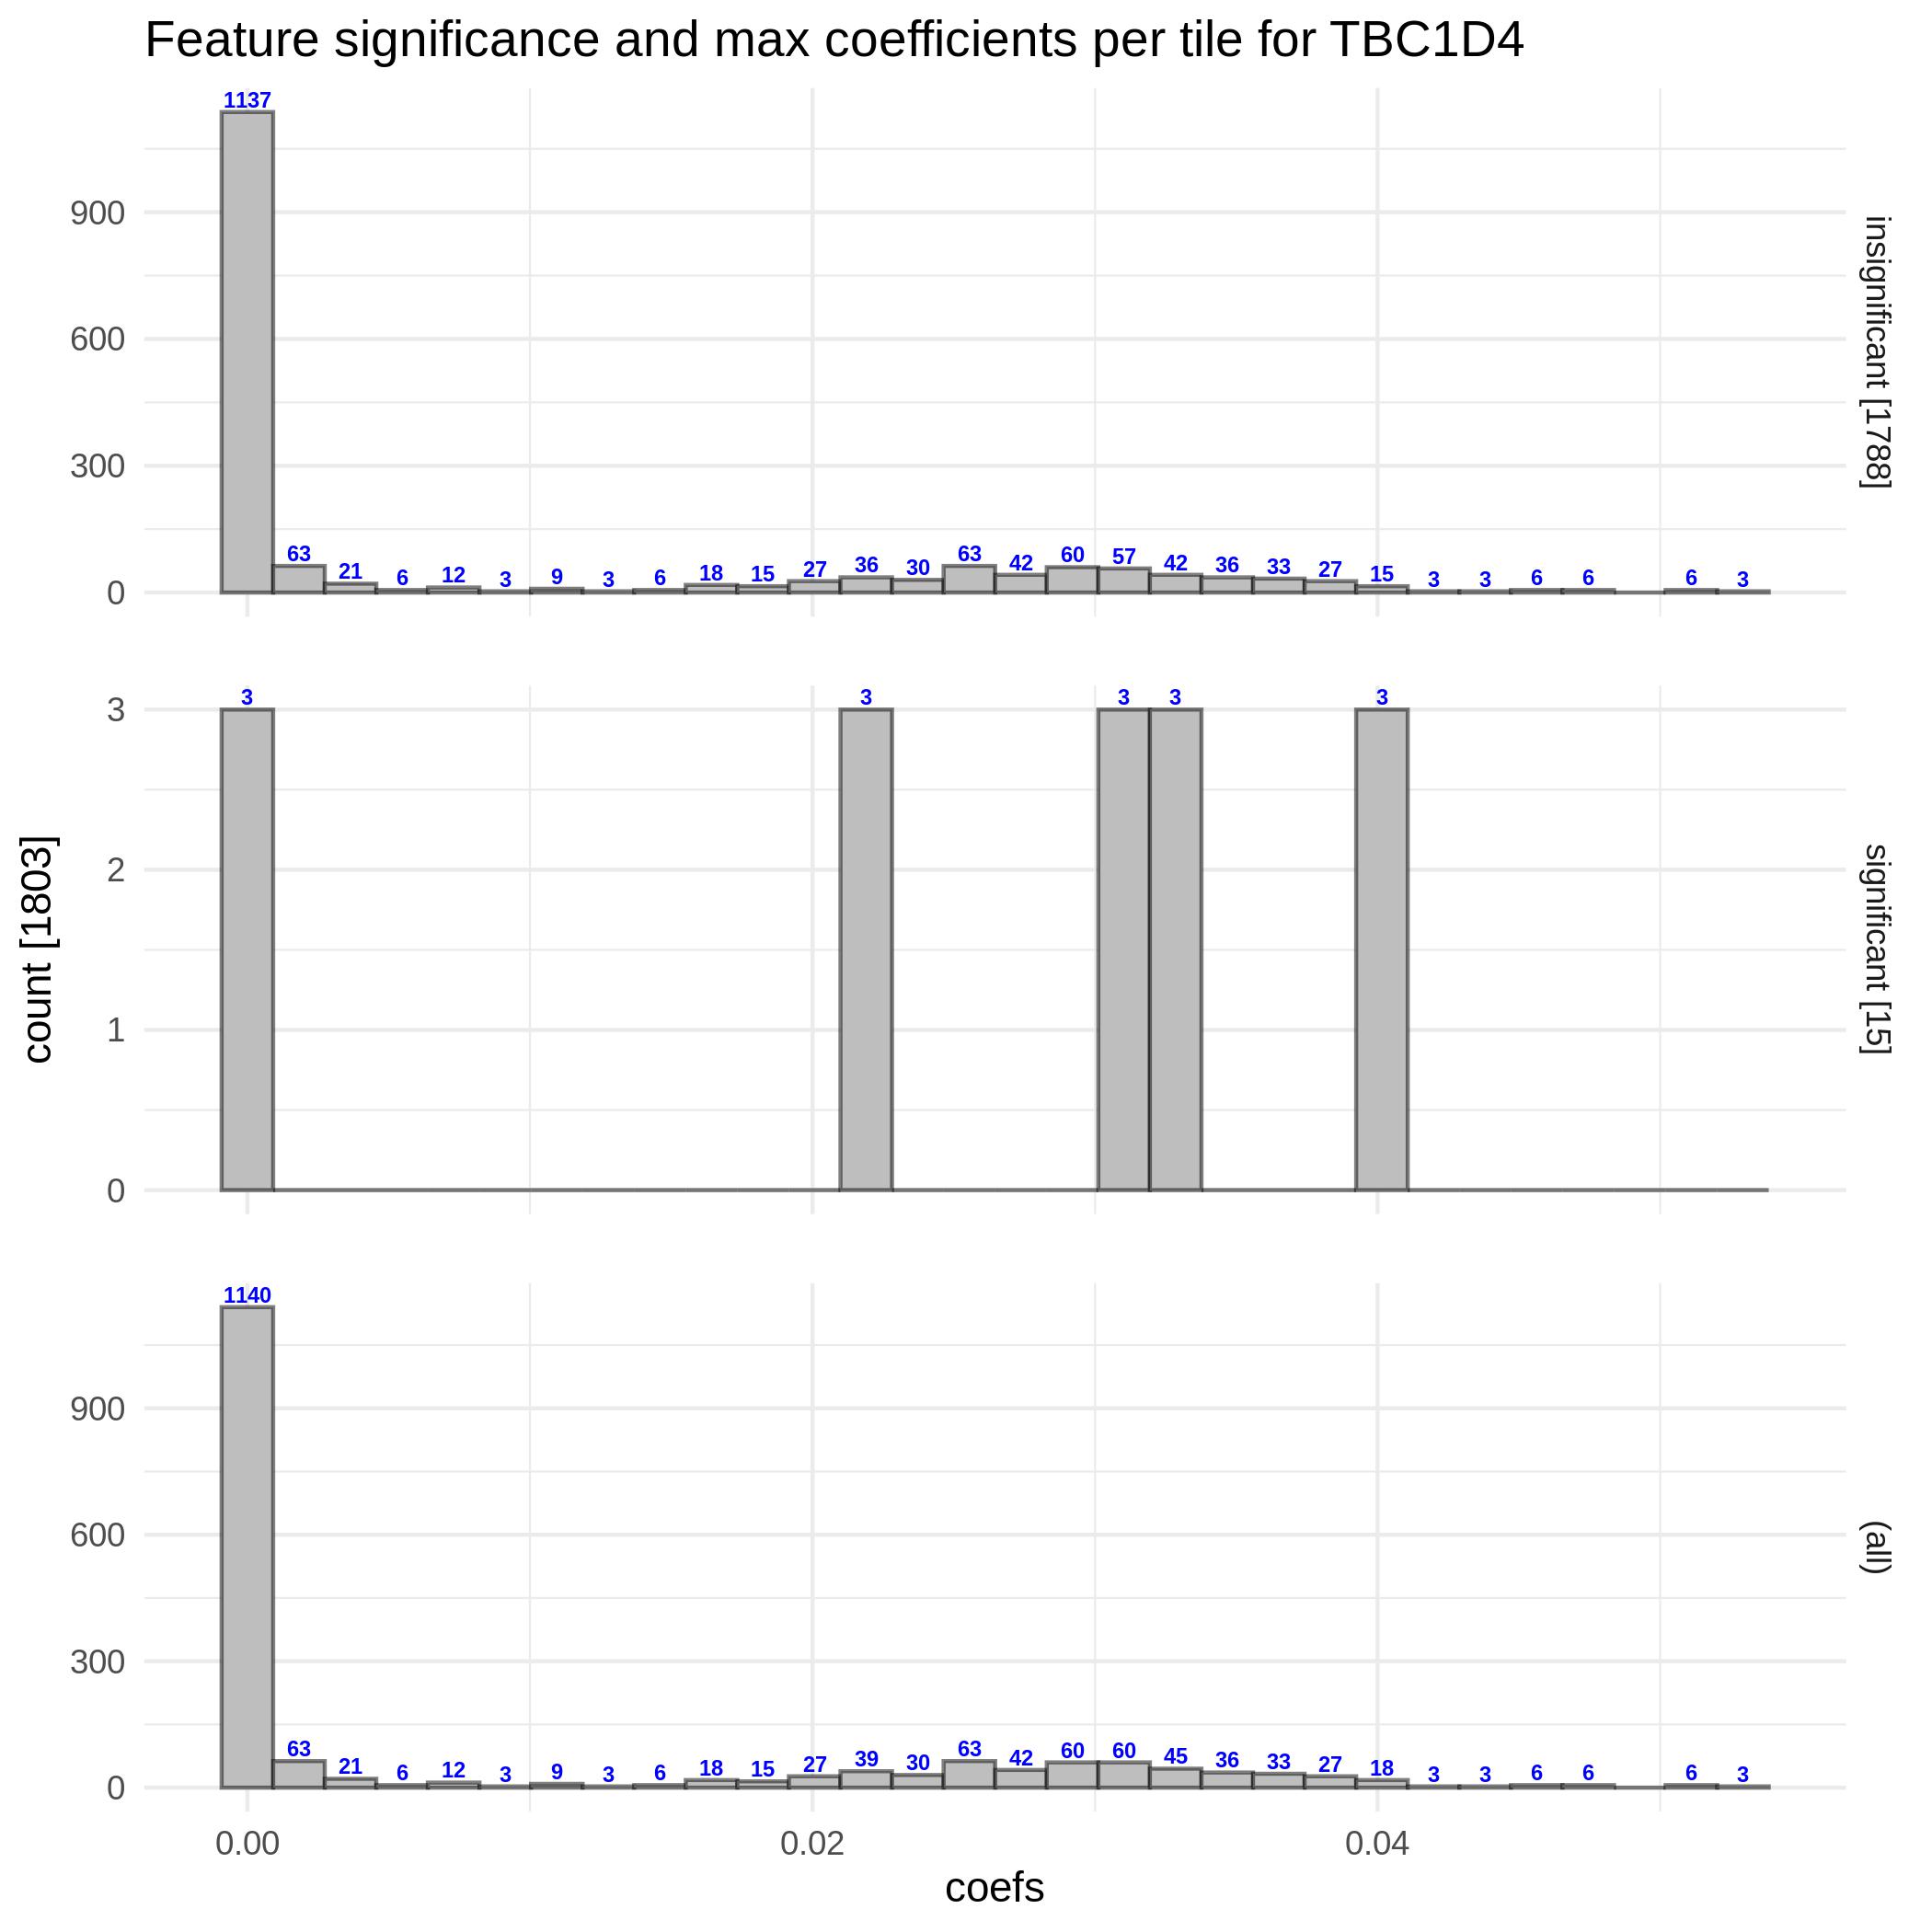 Feature significance and max coefficients per tile for TBC1D4
1137
900
600
300
0
63 21 6 12 3 9 3 6 18 15 27 36 30 63 42 60 57 42 36 33 27 15 3 3 6 6 6 3
insignificant [1788]
3 3 3 3 3
3
2
1
0
significant [15]
count [1803]
1140
900
600
300
0
63 21 6 12 3 9 3 6 18 15 27 39 30 63 42 60 60 45 36 33 27 18 3 3 6 6 6 3
(all)
0.00 0.02 0.04
coefs